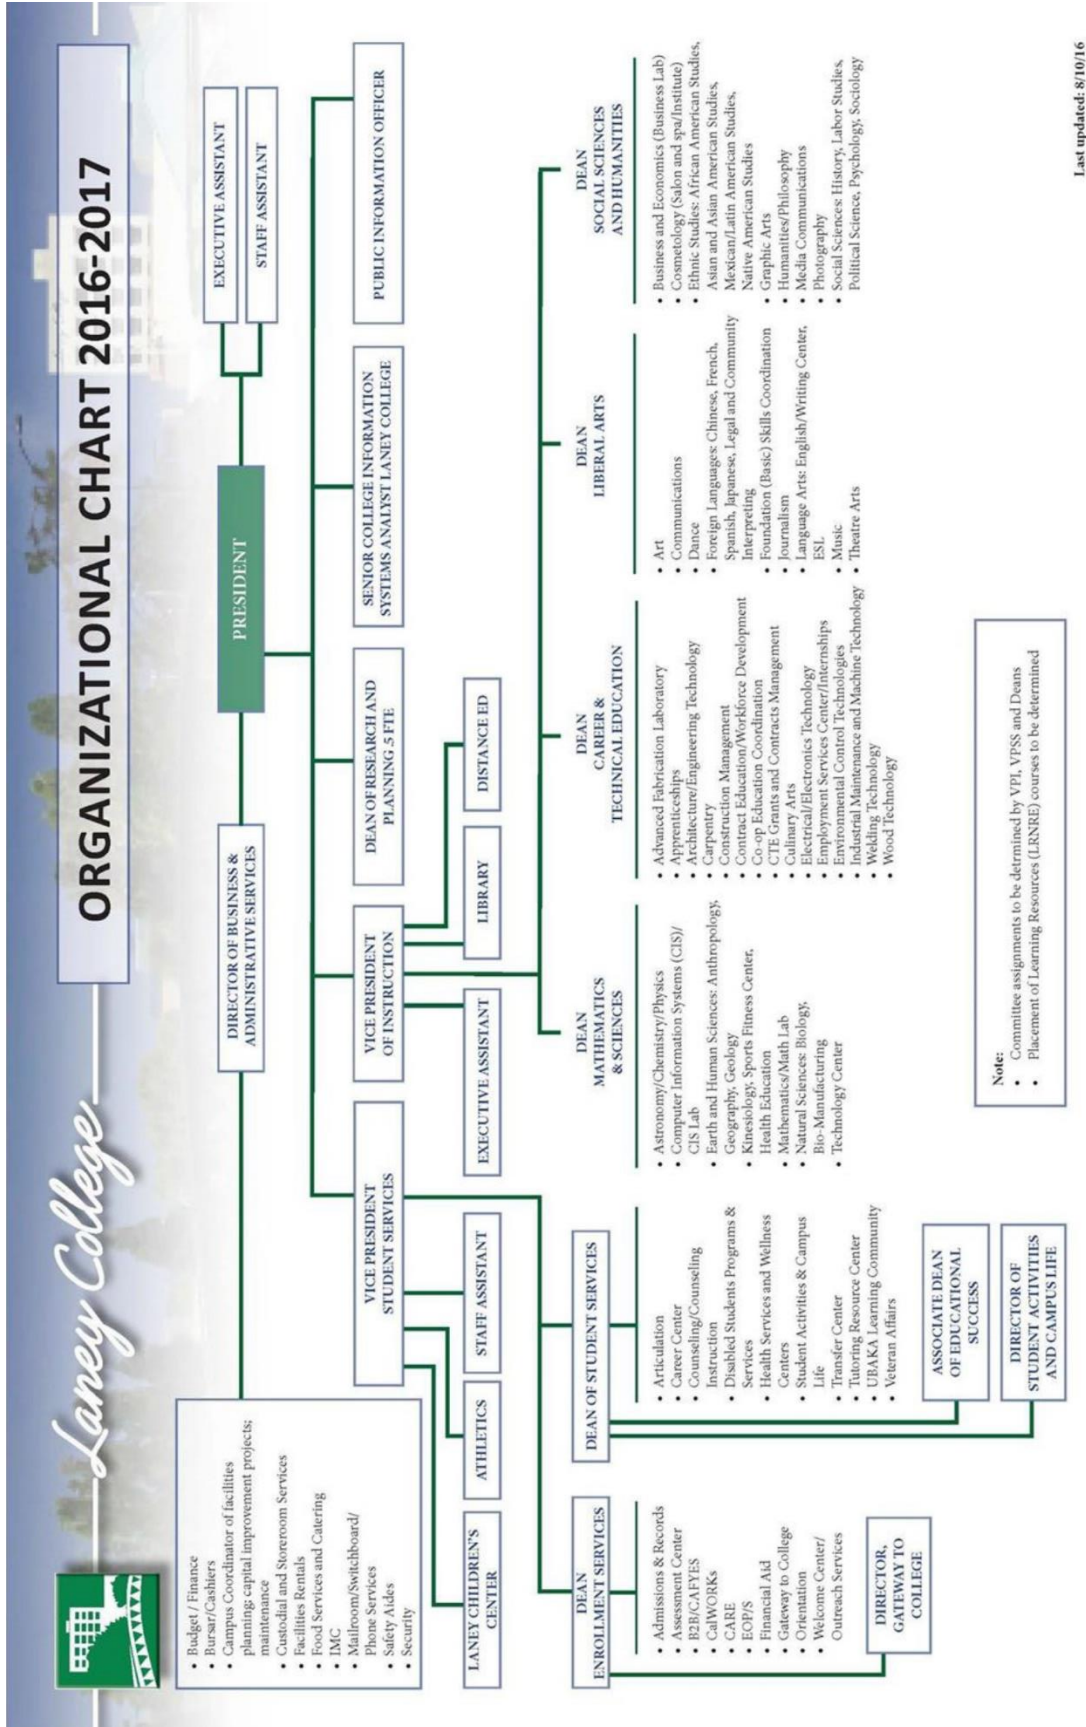 Laney College
ORGANIZATIONAL CHART 2016-2017
PRESIDENT
EXECUTIVE ASSISTANT
STAFF ASSISTANT
DIRECTOR OF BUSINESS &
ADMINISTRATIVE SERVICES
• Budget / Finance
• Bursar/Cashiers
• Campus Coordinator of facilities
planning; capital improvement projects;
maintenance
• Custodial and Storeroom Services
• Facilities Rentals
• Food Services and Catering
• IMC
• Mailroom/Switchboard/
Phone Services
• Safety Aides
• Security
VICE PRESIDENT
STUDENT SERVICES
VICE PRESIDENT
OF INSTRUCTION
DEAN OF RESEARCH AND
PLANNING .5 FTE
SENIOR COLLEGE INFORMATION
SYSTEMS ANALYST LANEY COLLEGE
PUBLIC INFORMATION OFFICER
LANEY CHILDREN'S
CENTER
ATHLETICS
STAFF ASSISTANT
EXECUTIVE ASSISTANT
LIBRARY
DISTANCE ED
DEAN
ENROLLMENT SERVICES
• Admissions & Records
• Assessment Center
• B2B/CAFYES
• CalWORKs
• CARE
• EOP/S
• Financial Aid
• Gateway to College
• Orientation
• Welcome Center/
Outreach Services
DIRECTOR,
GATEWAY TO
COLLEGE
DEAN OF STUDENT SERVICES
• Articulation
• Career Center
• Counseling/Counseling
Instruction
• Disabled Students Programs &
Services
• Health Services and Wellness
Centers
• Student Activities & Campus
Life
• Transfer Center
• Tutoring Resource Center
• UBAKA Learning Community
• Veteran Affairs
ASSOCIATE DEAN
OF EDUCATIONAL
SUCCESS
DIRECTOR OF
STUDENT ACTIVITIES
AND CAMPUS LIFE
DEAN
MATHEMATICS
& SCIENCES
• Astronomy/Chemistry/Physics
• Computer Information Systems (CIS)/
CIS Lab
• Earth and Human Sciences: Anthropology,
Geography, Geology
• Kinesiology, Sports Fitness Center,
Health Education
• Mathematics/Math Lab
• Natural Sciences: Biology,
Bio-Manufacturing
• Technology Center
DEAN
CAREER &
TECHNICAL EDUCATION
• Advanced Fabrication Laboratory
• Apprenticeships
• Architecture/Engineering Technology
• Carpentry
• Construction Management
• Contract Education/Workforce Development
• Co-op Education Coordination
• CTE Grants and Contracts Management
• Culinary Arts
• Electrical/Electronics Technology
• Employment Services Center/Internships
• Environmental Control Technologies
• Industrial Maintenance and Machine Technology
• Welding Technology
• Wood Technology
DEAN
LIBERAL ARTS
• Art
• Communications
• Dance
• Foreign Languages: Chinese, French,
Spanish, Japanese, Legal and Community
Interpreting
• Foundation (Basic) Skills Coordination
• Journalism
• Language Arts: English/Writing Center,
ESL
• Music
• Theatre Arts
DEAN
SOCIAL SCIENCES
AND HUMANITIES
• Business and Economics (Business Lab)
• Cosmetology (Salon and spa/Institute)
• Ethnic Studies: African American Studies,
Asian and Asian American Studies,
Mexican/Latin American Studies,
Native American Studies
• Graphic Arts
• Humanities/Philosophy
• Media Communications
• Photography
• Social Sciences: History, Labor Studies,
Political Science, Psychology, Sociology
Note:
• Committee assignments to be detrmined by VPI, VPSS and Deans
• Placement of Learning Resources (LRNRE) courses to be determined
Last updated: 8/10/16